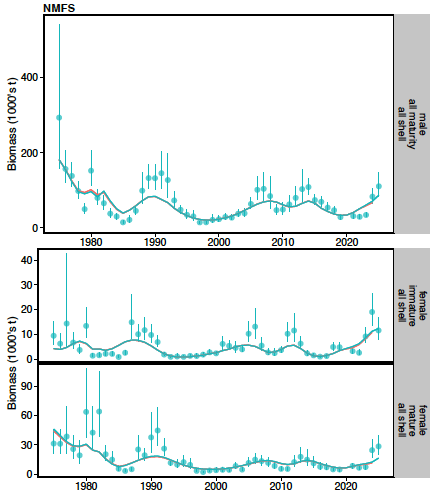 NMFS
Biomass (1000's t)
400
200
0
male
all maturity
all shell
1980
1990
2000
2010
2020
Biomass (1000's t)
40
30
20
10
0
female
immature
all shell
90
60
30
0
female
mature
all shell
1980
1990
2000
2010
2020